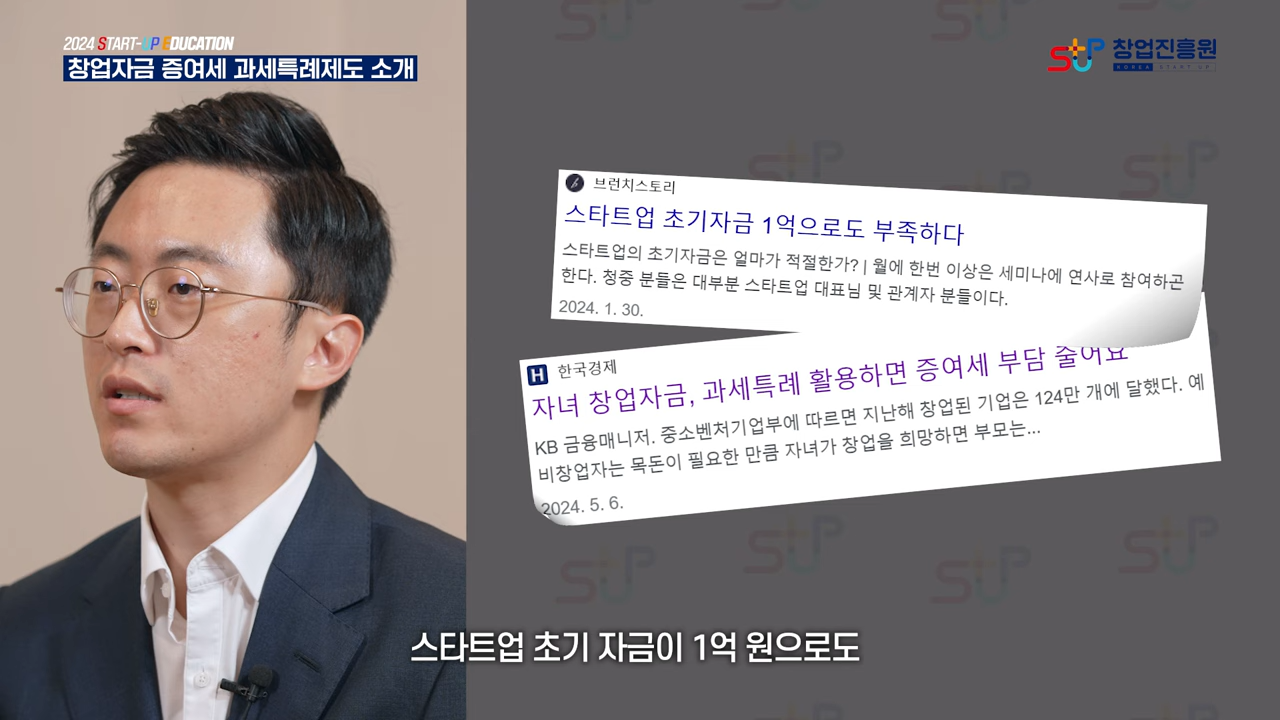 2024 START-UP EDUCATION
창업자금 증여세 과세특례제도 소개
STUP 창업진흥원
KOREA START UP
브런치스토리
스타트업 초기자금 1억으로도 부족하다
스타트업의 초기자금은 얼마가 적절한가? | 월에 한번 이상은 세미나에 연사로 참여하곤
한다. 청중 분들은 대부분 스타트업 대표님 및 관계자 분들이다.
2024. 1. 30.
H 한국경제
자녀 창업자금, 과세특례 활용하면 증여세 부담 줄어요
KB 금융매니저. 중소벤처기업부에 따르면 지난해 창업된 기업은 124만 개에 달했다. 예
비창업자는 목돈이 필요한 만큼 자녀가 창업을 희망하면 부모는...
2024. 5. 6.
스타트업 초기 자금이 1억 원으로도